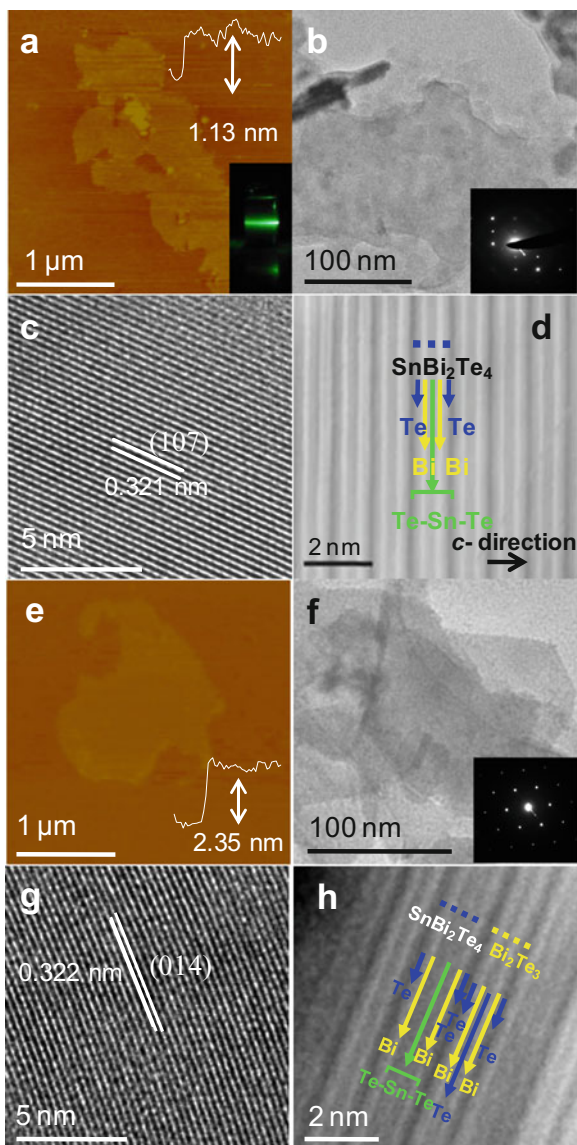 a
1.13 nm
1 µm
b
100 nm
c
(107)
0.321 nm
5 nm
d
SnBi2Te4
Te Te
Bi Bi
Te-Sn-Te
c- direction
2 nm
e
2.35 nm
1 µm
f
100 nm
g
0.322 nm
(014)
5 nm
h
SnBi2Te4
Bi2Te3
Te
Te
Te
Te
Bi
Bi
Bi
Bi
Te-Sn-Te
Te
2 nm